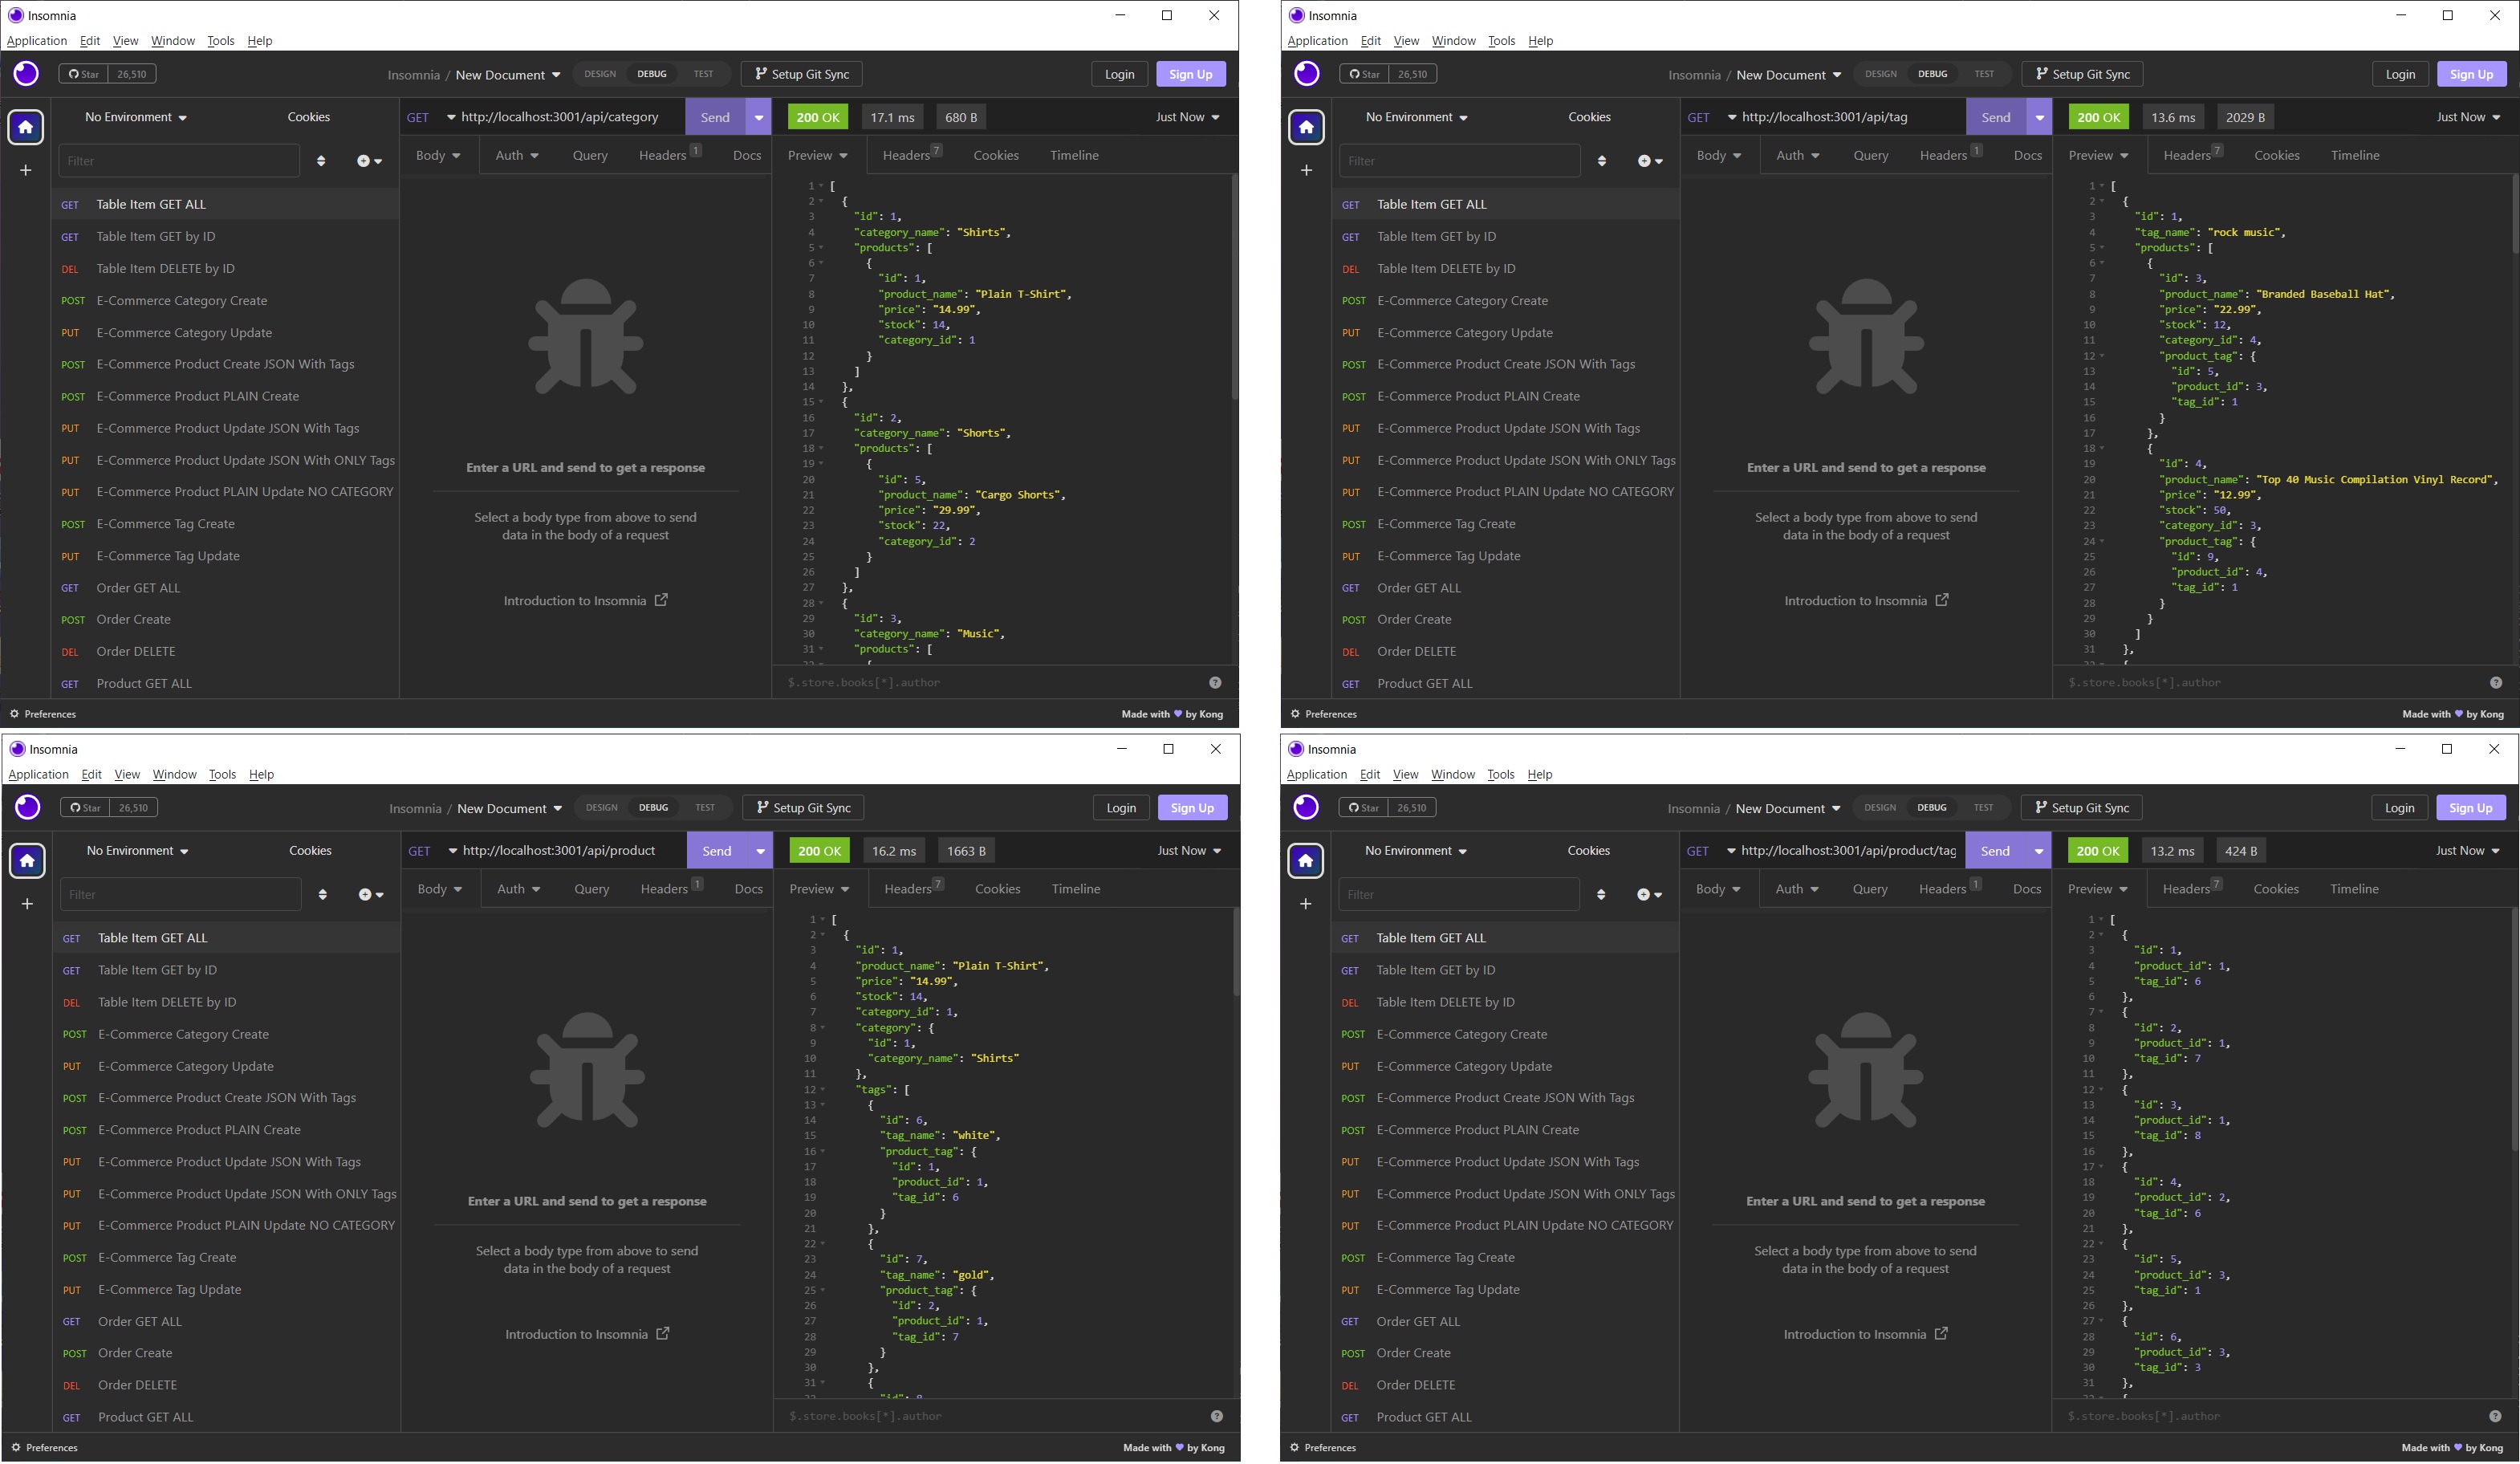 Insomnia
Application Edit View Window Tools Help
Star 26,510
Insomnia / New Document DESIGN DEBUG TEST Setup Git Sync Login Sign Up
No Environment Cookies
Filter
GET Table Item GET ALL
GET Table Item GET by ID
DEL Table Item DELETE by ID
POST E-Commerce Category Create
PUT E-Commerce Category Update
POST E-Commerce Product Create JSON With Tags
POST E-Commerce Product PLAIN Create
PUT E-Commerce Product Update JSON With Tags
PUT E-Commerce Product Update JSON With ONLY Tags
PUT E-Commerce Product PLAIN Update NO CATEGORY
POST E-Commerce Tag Create
PUT E-Commerce Tag Update
GET Order GET ALL
POST Order Create
DEL Order DELETE
GET Product GET ALL
GET http://localhost:3001/api/category Send
Body Auth Query Headers 1 Docs
Enter a URL and send to get a response
Select a body type from above to send
data in the body of a request
Introduction to Insomnia
200 OK 17.1 ms 680 B Just Now
Preview Headers 7 Cookies Timeline
1 [
2 {
3 "id": 1,
4 "category_name": "Shirts",
5 "products": [
6 {
7 "id": 1,
8 "product_name": "Plain T-Shirt",
9 "price": "14.99",
10 "stock": 14,
11 "category_id": 1
12 }
13 ]
14 },
15 {
16 "id": 2,
17 "category_name": "Shorts",
18 "products": [
19 {
20 "id": 5,
21 "product_name": "Cargo Shorts",
22 "price": "29.99",
23 "stock": 22,
24 "category_id": 2
25 }
26 ]
27 },
28 {
29 "id": 3,
30 "category_name": "Music",
31 "products": [
$.store.books[*].author
Preferences Made with by Kong
Insomnia
Application Edit View Window Tools Help
Star 26,510
Insomnia / New Document DESIGN DEBUG TEST Setup Git Sync Login Sign Up
No Environment Cookies
Filter
GET Table Item GET ALL
GET Table Item GET by ID
DEL Table Item DELETE by ID
POST E-Commerce Category Create
PUT E-Commerce Category Update
POST E-Commerce Product Create JSON With Tags
POST E-Commerce Product PLAIN Create
PUT E-Commerce Product Update JSON With Tags
PUT E-Commerce Product Update JSON With ONLY Tags
PUT E-Commerce Product PLAIN Update NO CATEGORY
POST E-Commerce Tag Create
PUT E-Commerce Tag Update
GET Order GET ALL
POST Order Create
DEL Order DELETE
GET Product GET ALL
GET http://localhost:3001/api/tag Send
Body Auth Query Headers 1 Docs
Enter a URL and send to get a response
Select a body type from above to send
data in the body of a request
Introduction to Insomnia
200 OK 13.6 ms 2029 B Just Now
Preview Headers 7 Cookies Timeline
1 [
2 {
3 "id": 1,
4 "tag_name": "rock music",
5 "products": [
6 {
7 "id": 3,
8 "product_name": "Branded Baseball Hat",
9 "price": "22.99",
10 "stock": 12,
11 "category_id": 4,
12 "product_tag": {
13 "id": 5,
14 "product_id": 3,
15 "tag_id": 1
16 }
17 },
18 {
19 "id": 4,
20 "product_name": "Top 40 Music Compilation Vinyl Record",
21 "price": "12.99",
22 "stock": 50,
23 "category_id": 3,
24 "product_tag": {
25 "id": 9,
26 "product_id": 4,
27 "tag_id": 1
28 }
29 }
30 ]
31 },
$.store.books[*].author
Preferences Made with by Kong
Insomnia
Application Edit View Window Tools Help
Star 26,510
Insomnia / New Document DESIGN DEBUG TEST Setup Git Sync Login Sign Up
No Environment Cookies
Filter
GET Table Item GET ALL
GET Table Item GET by ID
DEL Table Item DELETE by ID
POST E-Commerce Category Create
PUT E-Commerce Category Update
POST E-Commerce Product Create JSON With Tags
POST E-Commerce Product PLAIN Create
PUT E-Commerce Product Update JSON With Tags
PUT E-Commerce Product Update JSON With ONLY Tags
PUT E-Commerce Product PLAIN Update NO CATEGORY
POST E-Commerce Tag Create
PUT E-Commerce Tag Update
GET Order GET ALL
POST Order Create
DEL Order DELETE
GET Product GET ALL
GET http://localhost:3001/api/product Send
Body Auth Query Headers 1 Docs
Enter a URL and send to get a response
Select a body type from above to send
data in the body of a request
Introduction to Insomnia
200 OK 16.2 ms 1663 B Just Now
Preview Headers 7 Cookies Timeline
1 [
2 {
3 "id": 1,
4 "product_name": "Plain T-Shirt",
5 "price": "14.99",
6 "stock": 14,
7 "category_id": 1,
8 "category": {
9 "id": 1,
10 "category_name": "Shirts"
11 },
12 "tags": [
13 {
14 "id": 6,
15 "tag_name": "white",
16 "product_tag": {
17 "id": 1,
18 "product_id": 1,
19 "tag_id": 6
20 }
21 },
22 {
23 "id": 7,
24 "tag_name": "gold",
25 "product_tag": {
26 "id": 2,
27 "product_id": 1,
28 "tag_id": 7
29 }
30 },
31 {
$.store.books[*].author
Preferences Made with by Kong
Insomnia
Application Edit View Window Tools Help
Star 26,510
Insomnia / New Document DESIGN DEBUG TEST Setup Git Sync Login Sign Up
No Environment Cookies
Filter
GET Table Item GET ALL
GET Table Item GET by ID
DEL Table Item DELETE by ID
POST E-Commerce Category Create
PUT E-Commerce Category Update
POST E-Commerce Product Create JSON With Tags
POST E-Commerce Product PLAIN Create
PUT E-Commerce Product Update JSON With Tags
PUT E-Commerce Product Update JSON With ONLY Tags
PUT E-Commerce Product PLAIN Update NO CATEGORY
POST E-Commerce Tag Create
PUT E-Commerce Tag Update
GET Order GET ALL
POST Order Create
DEL Order DELETE
GET Product GET ALL
GET http://localhost:3001/api/product/tag Send
Body Auth Query Headers 1 Docs
Enter a URL and send to get a response
Select a body type from above to send
data in the body of a request
Introduction to Insomnia
200 OK 13.2 ms 424 B Just Now
Preview Headers 7 Cookies Timeline
1 [
2 {
3 "id": 1,
4 "product_id": 1,
5 "tag_id": 6
6 },
7 {
8 "id": 2,
9 "product_id": 1,
10 "tag_id": 7
11 },
12 {
13 "id": 3,
14 "product_id": 1,
15 "tag_id": 8
16 },
17 {
18 "id": 4,
19 "product_id": 2,
20 "tag_id": 6
21 },
22 {
23 "id": 5,
24 "product_id": 3,
25 "tag_id": 1
26 },
27 {
28 "id": 6,
29 "product_id": 3,
30 "tag_id": 3
31 },
$.store.books[*].author
Preferences Made with by Kong